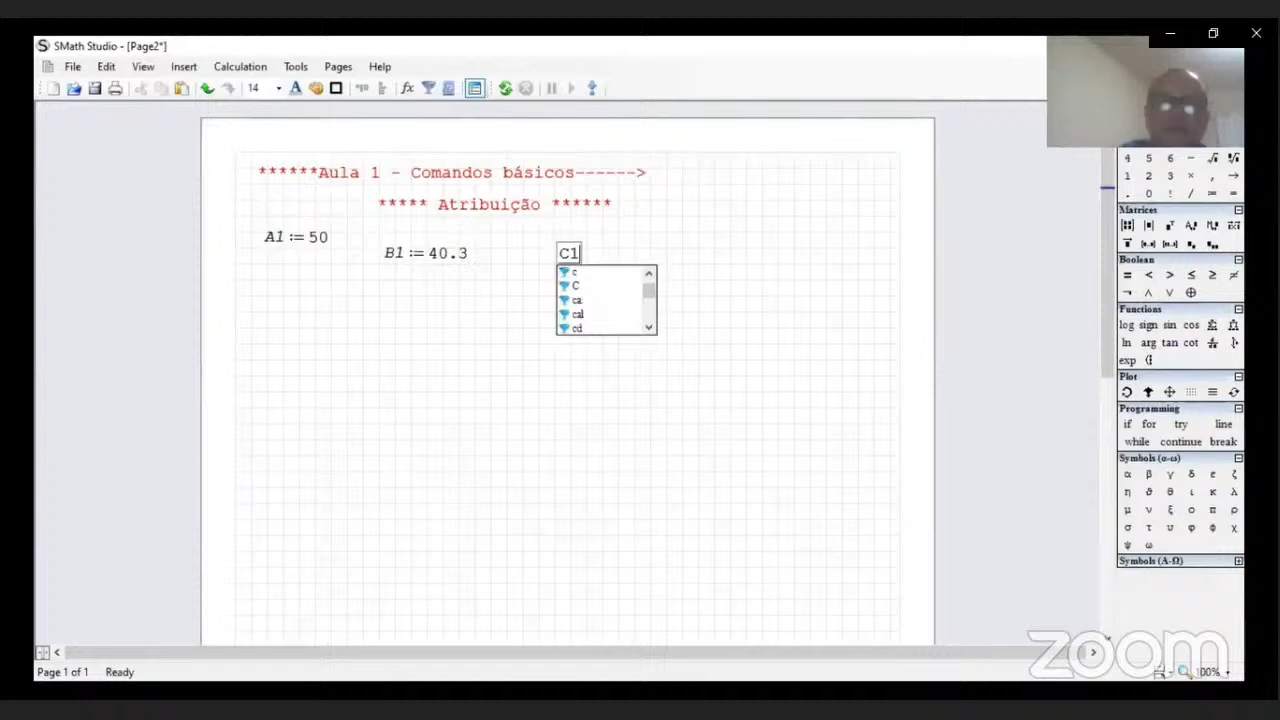 SMath Studio - [Page2*]
File Edit View Insert Calculation Tools Pages Help
14
******Aula 1 - Comandos básicos------>
***** Atribuição ******
A1 := 50
B1 := 40.3
C1
c
C
ca
cal
cd
4 5 6 - √
1 2 3 × , →
. 0 ! / := =
Matrices
Boolean
= < > ≤ ≥ ≠
¬ ∧ ∨ ⊕
Functions
log sign sin cos
ln arg tan cot
exp
Plot
Programming
if for try line
while continue break
Symbols (α-ω)
α β γ δ ε ζ
η ϑ θ ι κ λ
μ ν ξ ο π ρ
σ τ υ φ ϕ χ
ψ ω
Symbols (Α-Ω)
zoom
Page 1 of 1 Ready
100%